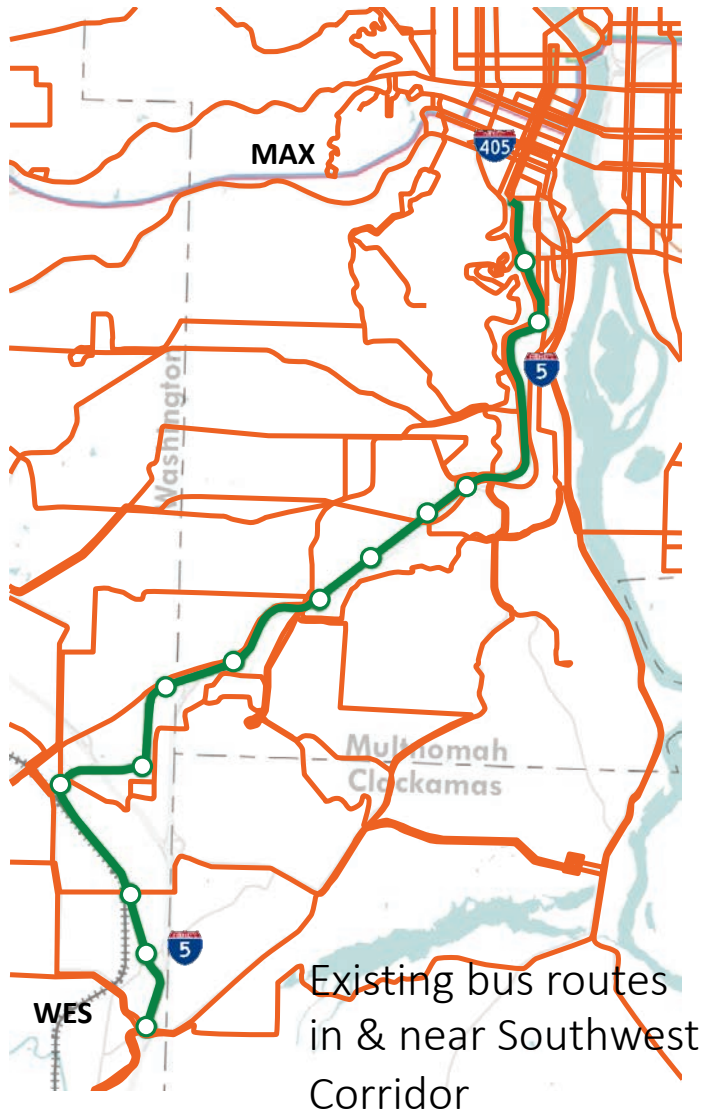 MAX
405
5
Washington
Multnomah
Clackamas
5
WES
Existing bus routes
in & near Southwest
Corridor